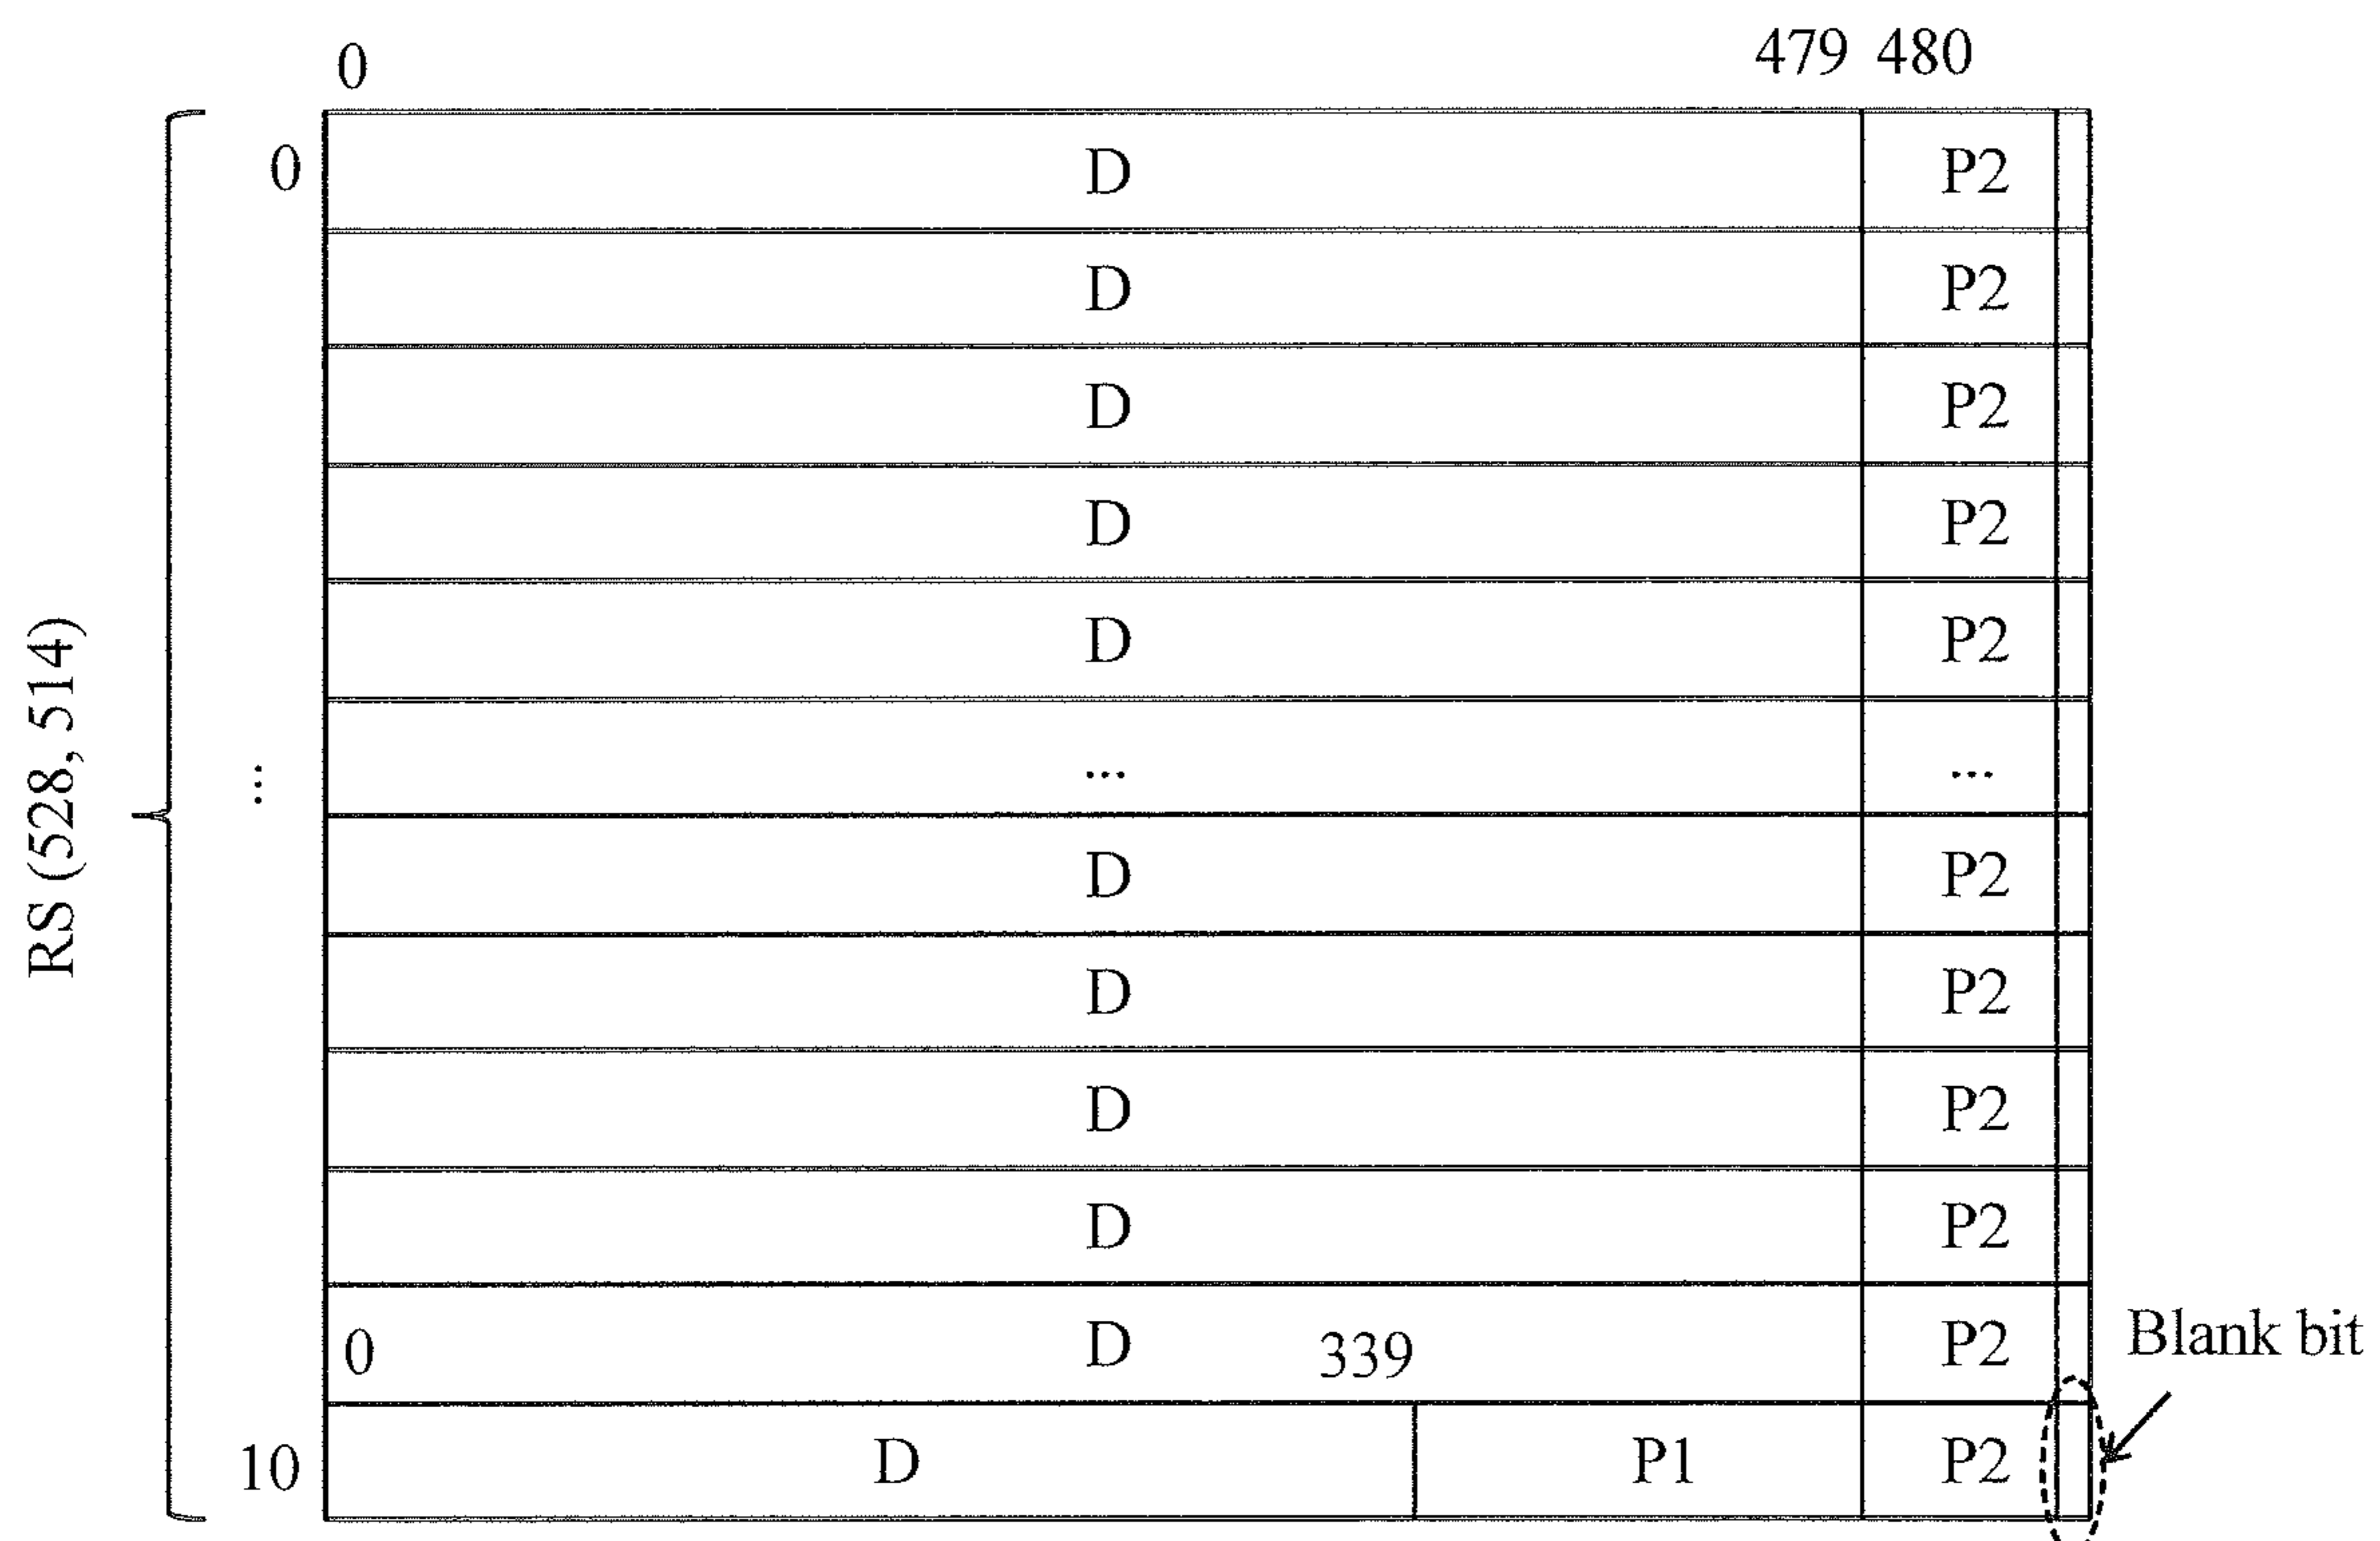 0 479 480
0 D P2
D P2
D P2
D P2
D P2
RS (528, 514)
... ... ...
D P2
D P2
D P2
D P2
0 D 339 P2 Blank bit
10 D P1 P2